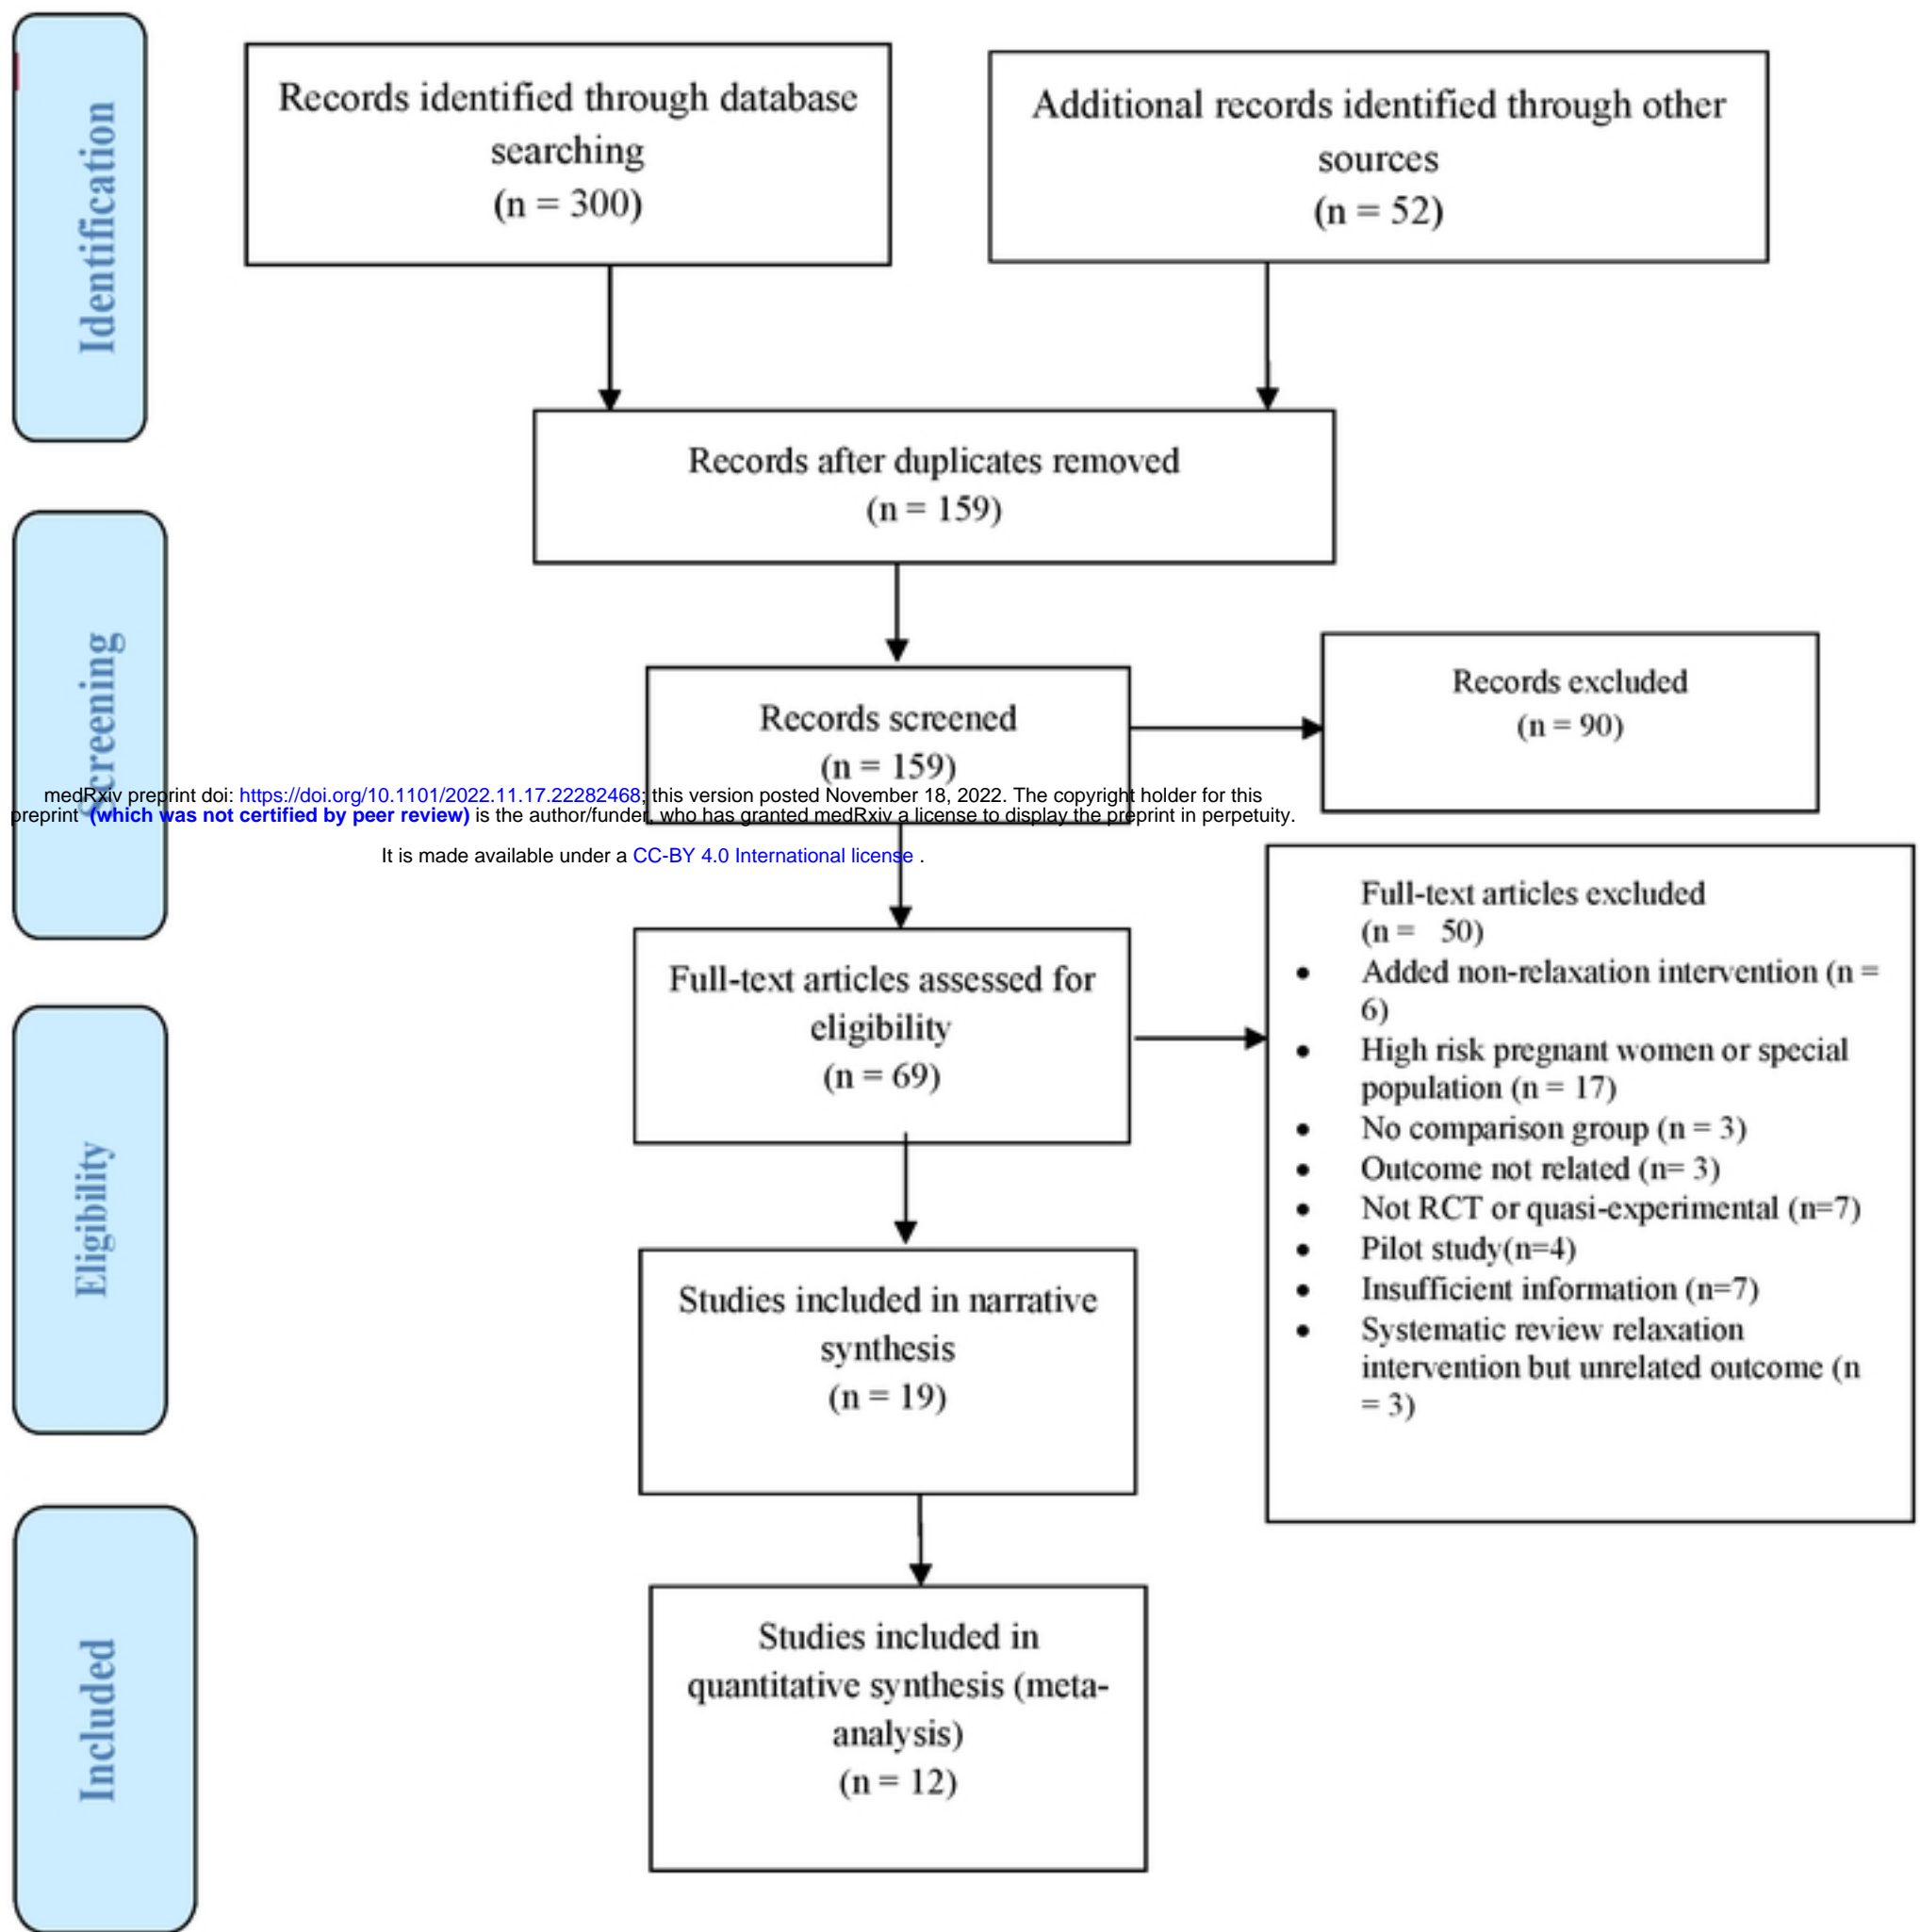 Identification
Records identified through database
searching
(n = 300)
Additional records identified through other
sources
(n = 52)
Records after duplicates removed
(n = 159)
Screening
Records screened
(n = 159)
Records excluded
(n = 90)
medRxiv preprint doi: https://doi.org/10.1101/2022.11.17.22282468; this version posted November 18, 2022. The copyright holder for this
preprint (which was not certified by peer review) is the author/funder, who has granted medRxiv a license to display the preprint in perpetuity.
It is made available under a CC-BY 4.0 International license .
Eligibility
Full-text articles assessed for
eligibility
(n = 69)
Full-text articles excluded
(n = 50)
• Added non-relaxation intervention (n =
6)
• High risk pregnant women or special
population (n = 17)
• No comparison group (n = 3)
• Outcome not related (n= 3)
• Not RCT or quasi-experimental (n=7)
• Pilot study(n=4)
• Insufficient information (n=7)
• Systematic review relaxation
intervention but unrelated outcome (n
= 3)
Studies included in narrative
synthesis
(n = 19)
Included
Studies included in
quantitative synthesis (meta-
analysis)
(n = 12)